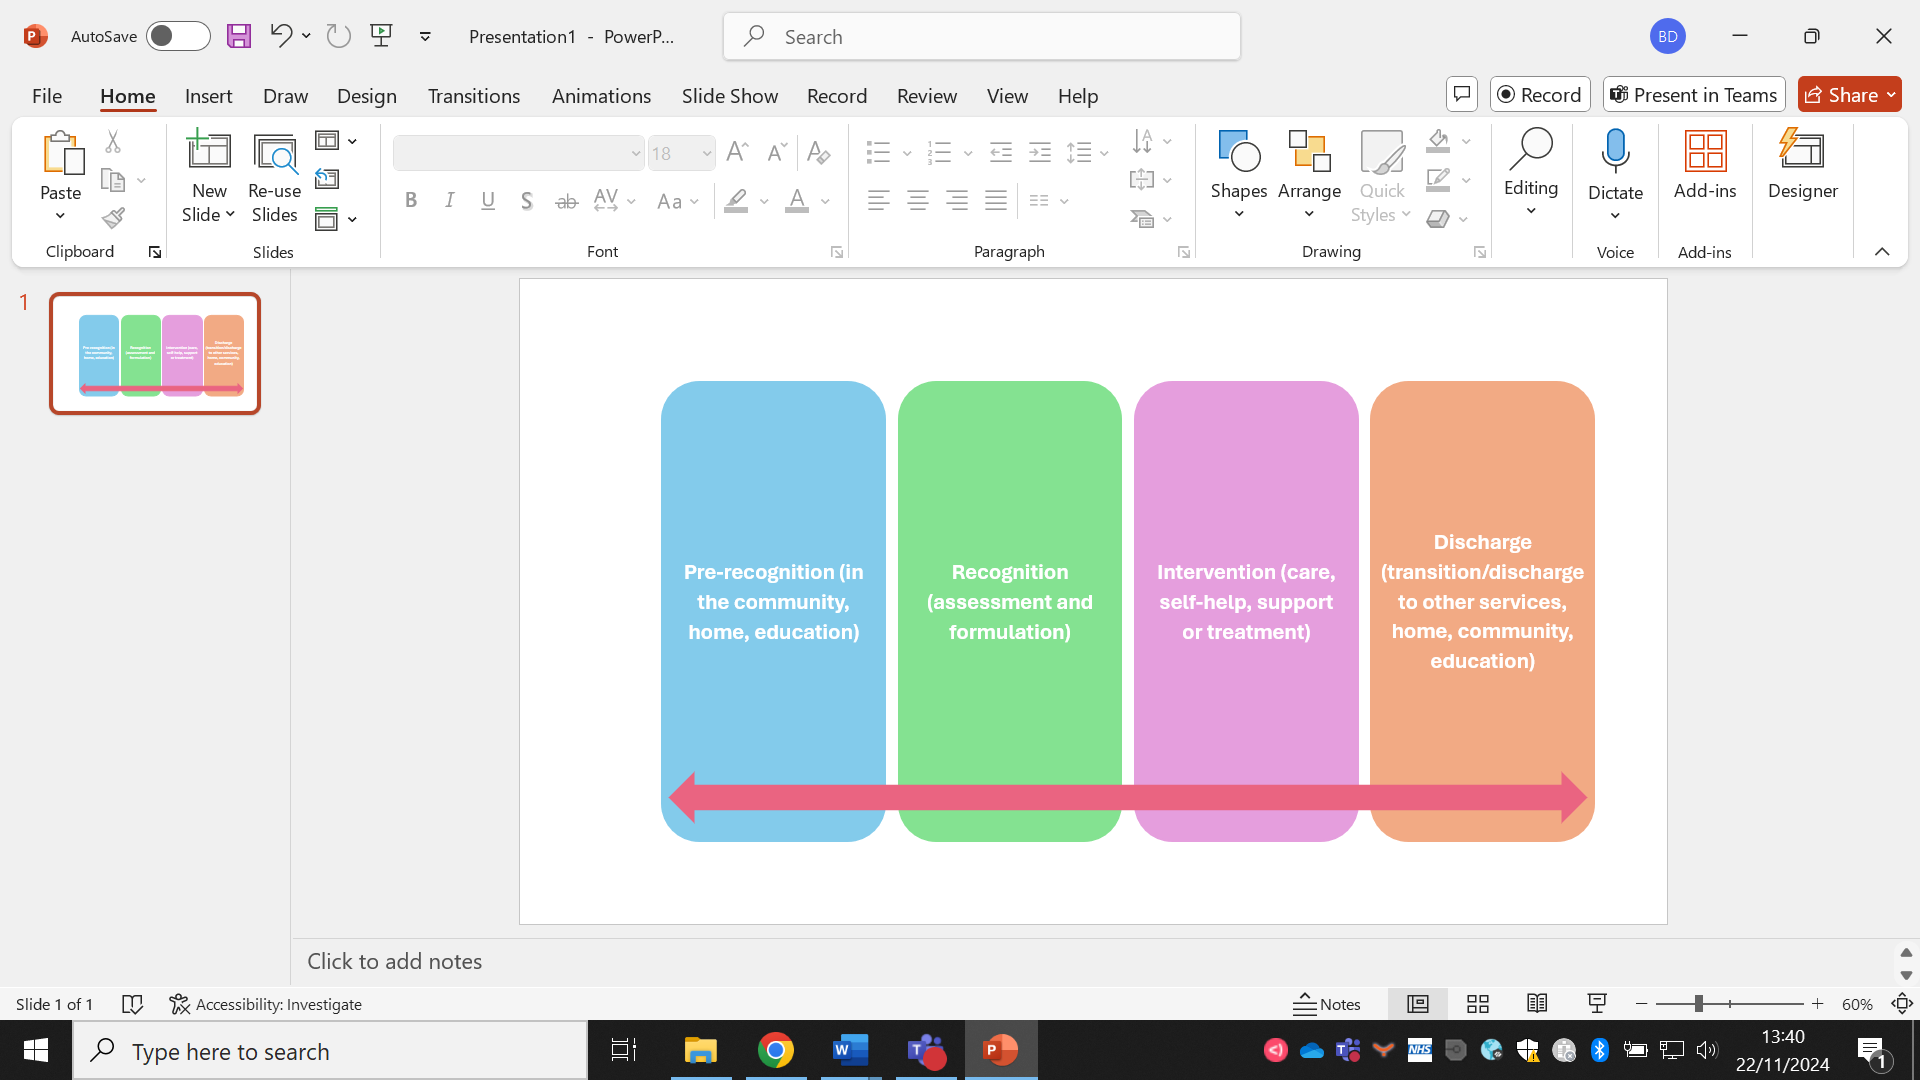 AutoSave
Presentation1 - PowerP...
Search
BD
File
Home
Insert
Draw
Design
Transitions
Animations
Slide Show
Record
Review
View
Help
Record
Present in Teams
Share
Paste
New
Slide
Re-use
Slides
18
Shapes
Arrange
Quick
Styles
Editing
Dictate
Add-ins
Designer
Clipboard
Slides
Font
Paragraph
Drawing
Voice
Add-ins
1
Pre-recognition (in
the community,
home, education)
Recognition
(assessment and
formulation)
Intervention (care,
self-help, support
or treatment)
Discharge
(transition/discharge
to other services,
home, community,
education)
Click to add notes
Slide 1 of 1
Accessibility: Investigate
Notes
60%
Type here to search
NHS
13:40
22/11/2024
1